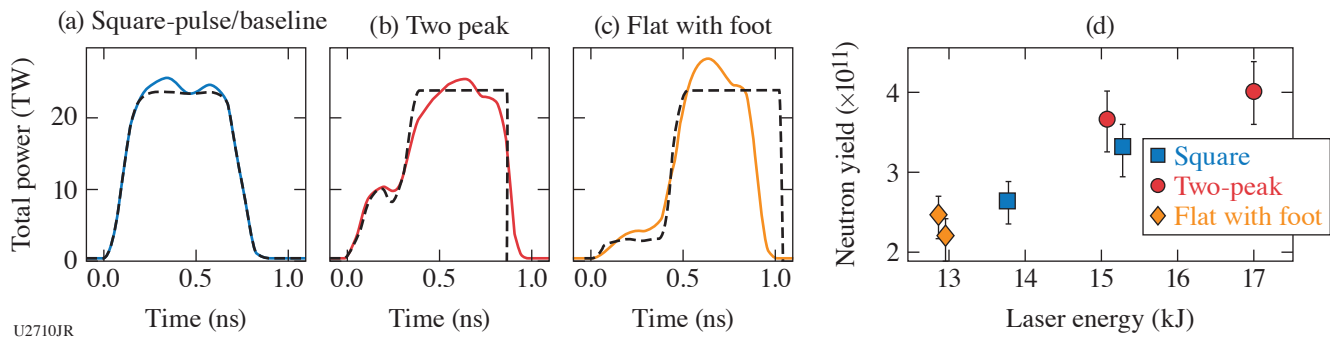 (a) Square-pulse/baseline
(b) Two peak
(c) Flat with foot
(d)
Total power (TW)
20
10
0
0.0 0.5 1.0
Time (ns)
0.0 0.5 1.0
Time (ns)
0.0 0.5 1.0
Time (ns)
Neutron yield (×10¹¹)
4
3
2
Square
Two-peak
Flat with foot
13 14 15 16 17
Laser energy (kJ)
U2710JR